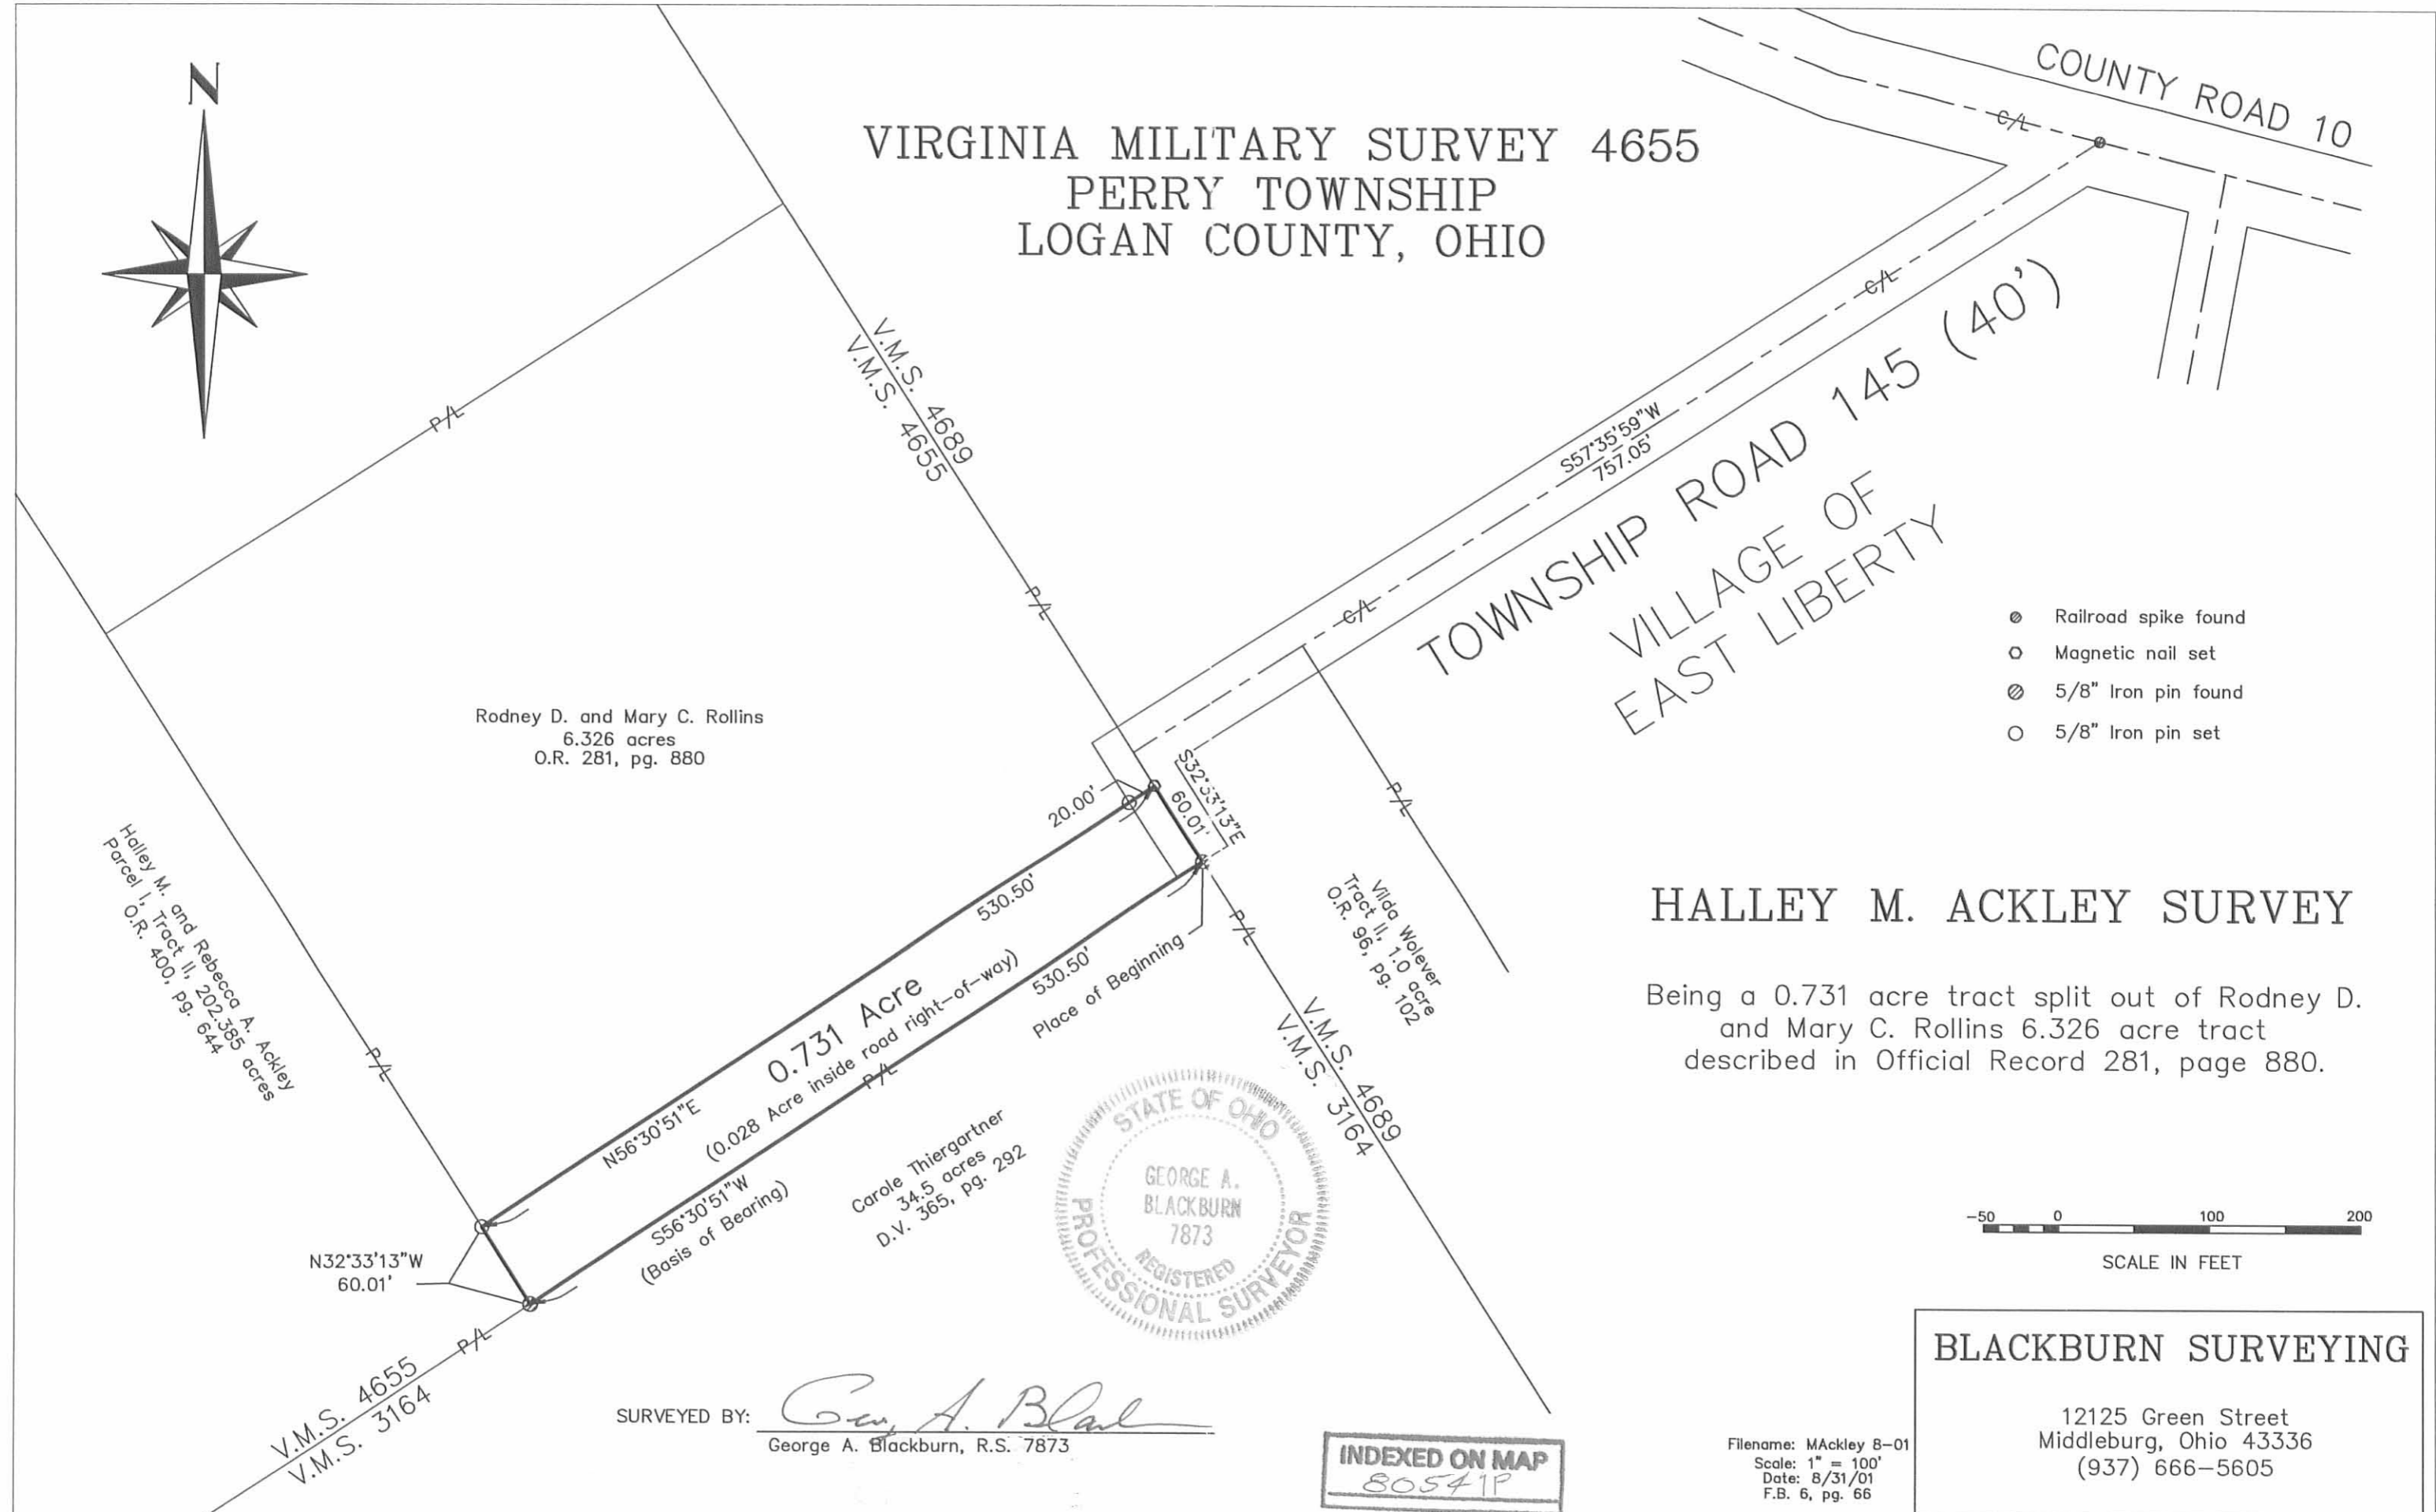 N
VIRGINIA MILITARY SURVEY 4655
PERRY TOWNSHIP
LOGAN COUNTY, OHIO
COUNTY ROAD 10
C/L
C/L
S57°35'59"W
757.05'
C/L
TOWNSHIP ROAD 145 (40')
VILLAGE OF
EAST LIBERTY
P/L
V.M.S. 4689
V.M.S. 4655
P/L
Railroad spike found
Magnetic nail set
5/8" Iron pin found
5/8" Iron pin set
Rodney D. and Mary C. Rollins
6.326 acres
O.R. 281, pg. 880
20.00'
S32°33'13"E
60.01'
P/L
Halley M. and Rebecca A. Ackley
Parcel I, Tract II, 202.385 acres
O.R. 400, pg. 644
P/L
530.50'
0.731 Acre
(0.028 Acre inside road right-of-way)
530.50'
P/L
Place of Beginning
P/L
Vilda Wolever
Tract II, 1.0 acre
O.R. 96, pg. 102
V.M.S. 4689
V.M.S. 3164
HALLEY M. ACKLEY SURVEY
Being a 0.731 acre tract split out of Rodney D.
and Mary C. Rollins 6.326 acre tract
described in Official Record 281, page 880.
N56°30'51"E
S56°30'51"W
(Basis of Bearing)
Carole Thiergartner
34.5 acres
D.V. 365, pg. 292
STATE OF OHIO
GEORGE A.
BLACKBURN
7873
REGISTERED
PROFESSIONAL SURVEYOR
N32°33'13"W
60.01'
P/L
V.M.S. 4655
V.M.S. 3164
-50 0 100 200
SCALE IN FEET
SURVEYED BY:
George A. Blackburn, R.S. 7873
INDEXED ON MAP
Filename: MAckley 8-01
Scale: 1" = 100'
Date: 8/31/01
F.B. 6, pg. 66
BLACKBURN SURVEYING
12125 Green Street
Middleburg, Ohio 43336
(937) 666-5605